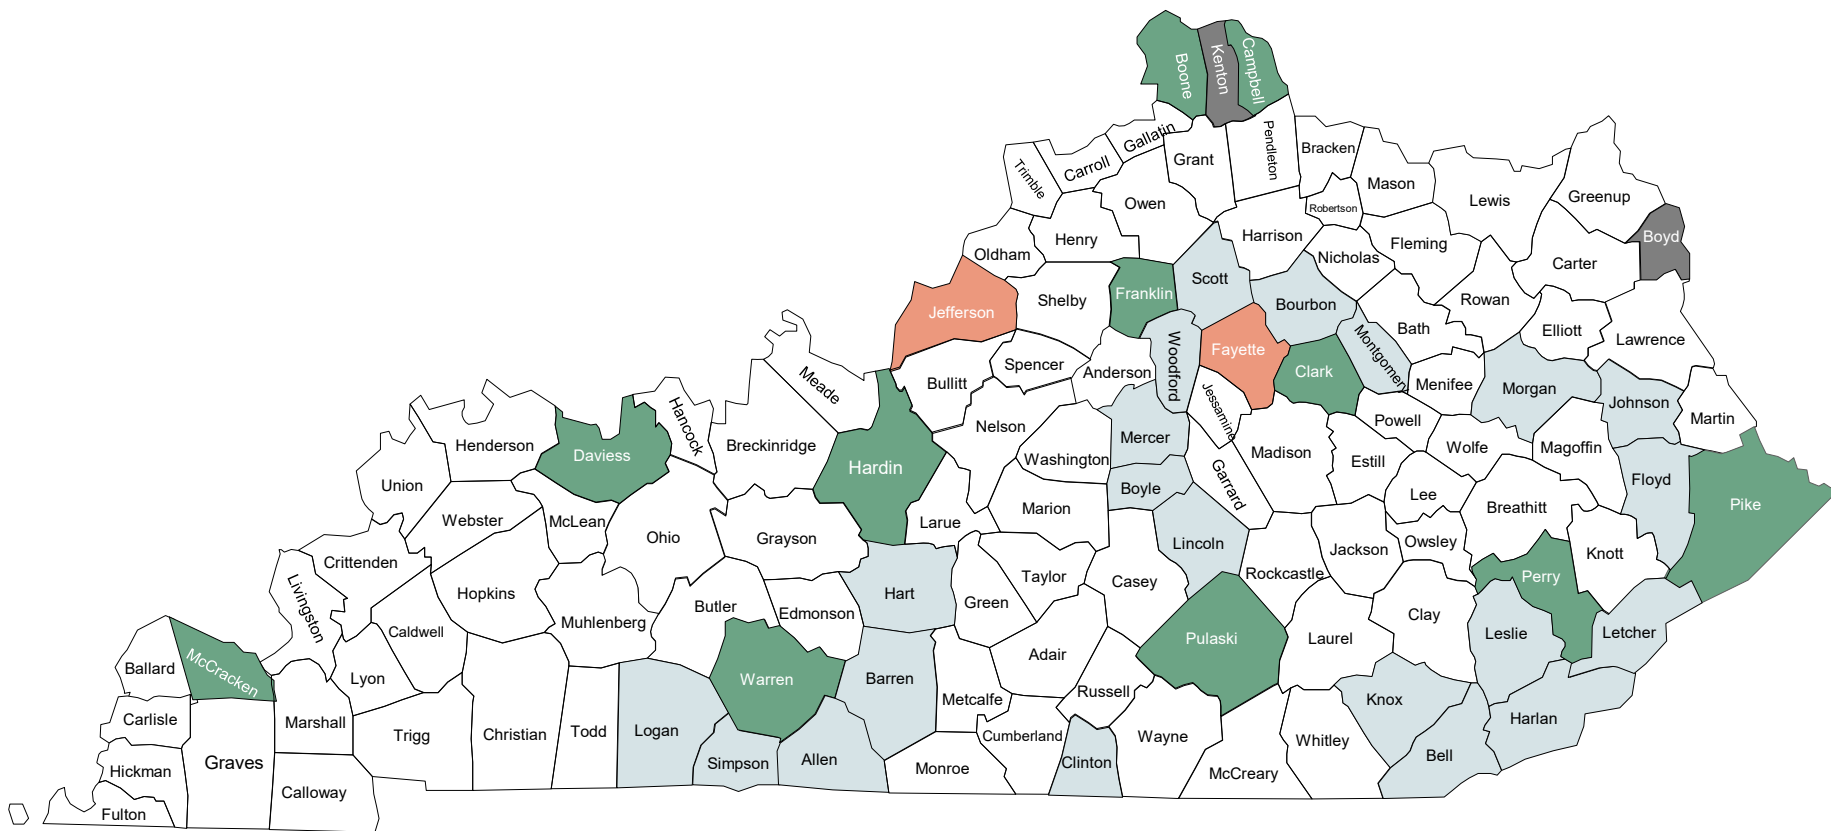 Boone
Kenton
Campbell
Gallatin
Grant
Pendleton
Bracken
Trimble
Carroll
Owen
Robertson
Mason
Lewis
Greenup
Oldham
Henry
Harrison
Nicholas
Fleming
Carter
Boyd
Jefferson
Shelby
Franklin
Scott
Bourbon
Rowan
Elliott
Lawrence
Bath
Meade
Bullitt
Spencer
Anderson
Woodford
Fayette
Clark
Montgomery
Menifee
Morgan
Johnson
Martin
Henderson
Daviess
Hancock
Breckinridge
Hardin
Nelson
Washington
Mercer
Jessamine
Madison
Powell
Estill
Wolfe
Magoffin
Floyd
Pike
Union
Webster
McLean
Ohio
Grayson
Larue
Marion
Boyle
Garrard
Lincoln
Lee
Breathitt
Knott
Crittenden
Livingston
Hopkins
Muhlenberg
Butler
Edmonson
Hart
Green
Taylor
Casey
Rockcastle
Jackson
Owsley
Perry
Ballard
McCracken
Caldwell
Lyon
Warren
Barren
Adair
Pulaski
Laurel
Clay
Leslie
Letcher
Carlisle
Graves
Marshall
Trigg
Christian
Todd
Logan
Simpson
Allen
Metcalfe
Russell
Cumberland
Wayne
Whitley
Knox
Harlan
Hickman
Fulton
Calloway
Monroe
Clinton
McCreary
Bell